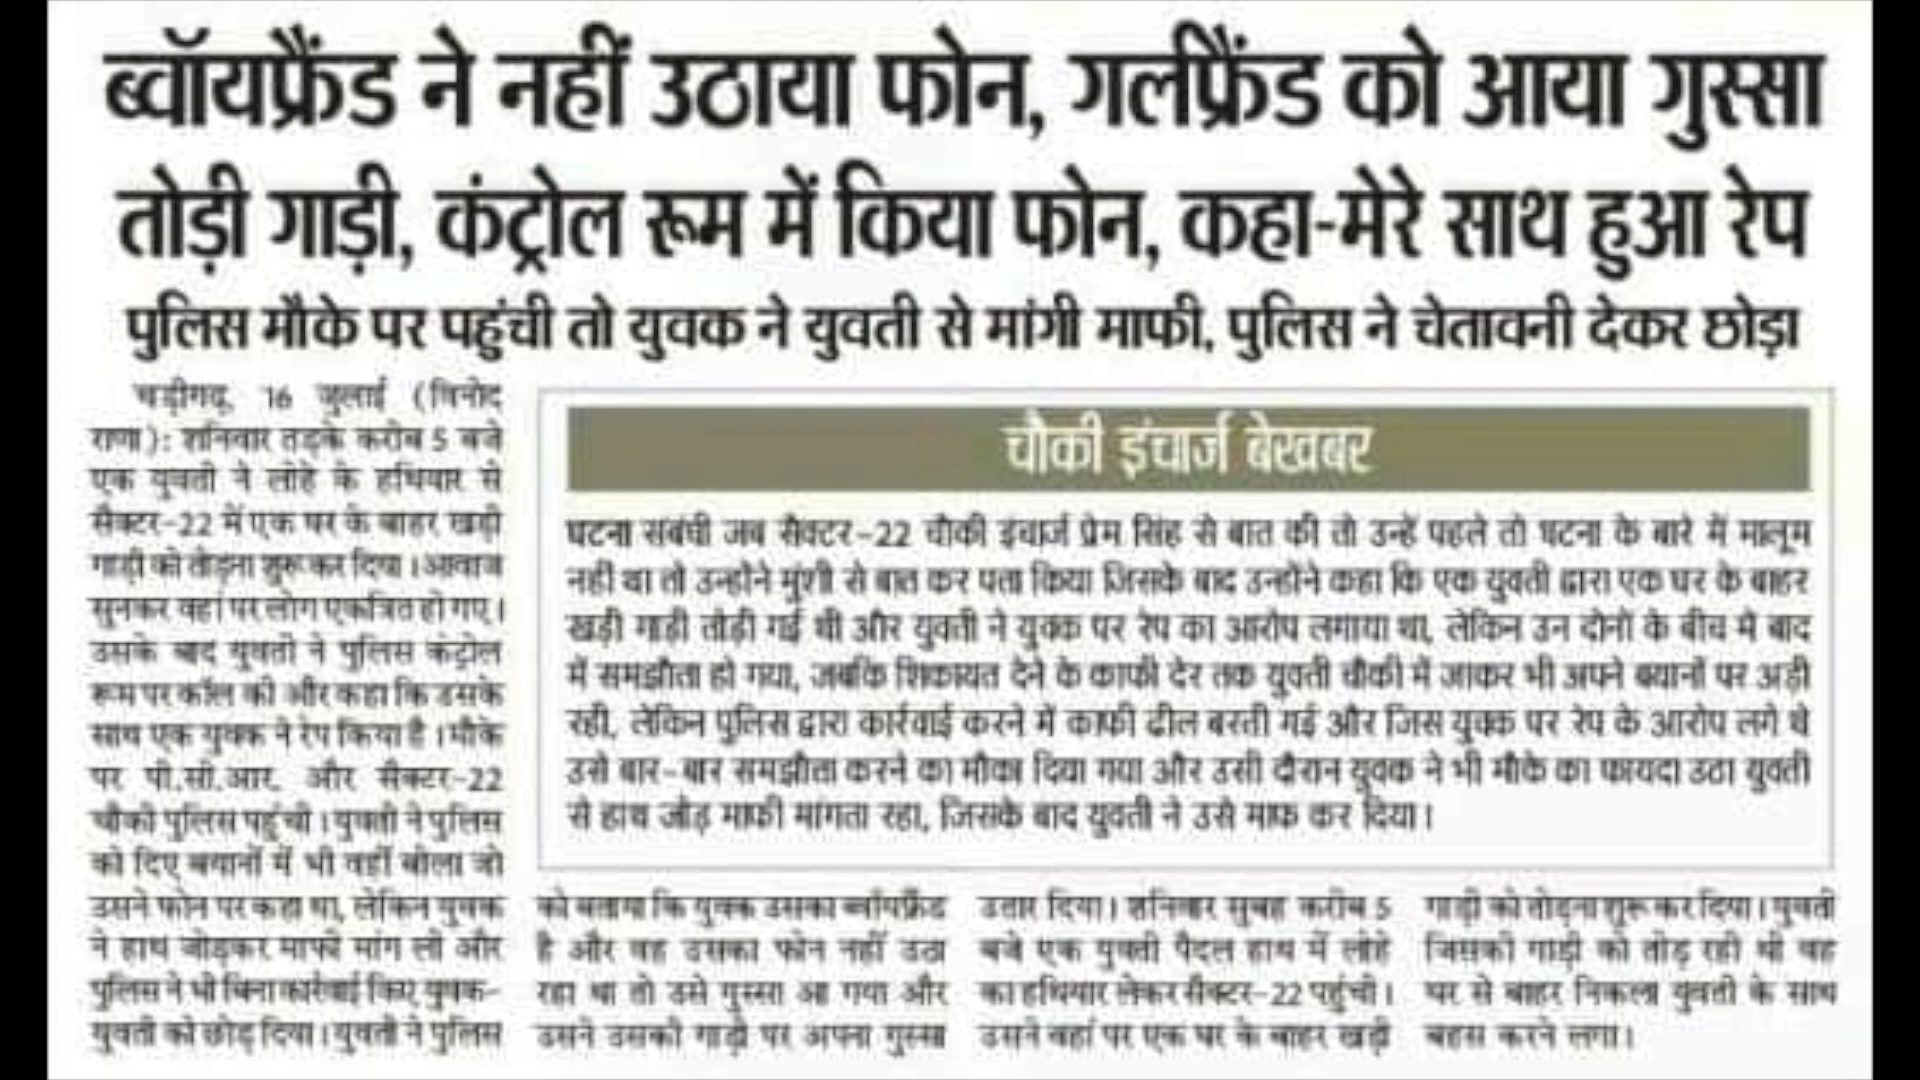 ब्वॉयफ्रैंड ने नहीं उठाया फोन, गर्लफ्रैंड को आया गुस्सा
तोड़ी गाड़ी, कंट्रोल रूम में किया फोन, कहा-मेरे साथ हुआ रेप
पुलिस मौके पर पहुंची तो युवक ने युवती से मांगी माफी, पुलिस ने चेतावनी देकर छोड़ा
चंडीगढ़, 16 जुलाई (विनोद
राणा): शनिवार तड़के करीब 5 बजे
एक युवती ने लोहे के हथियार से
सैक्टर-22 में एक घर के बाहर खड़ी
गाड़ी को तोड़ना शुरू कर दिया। आवाज
सुनकर वहां पर लोग एकत्रित हो गए।
उसके बाद युवती ने पुलिस कंट्रोल
रूम पर कॉल की और कहा कि उसके
साथ एक युवक ने रेप किया है। मौके
पर पी.सी.आर. और सैक्टर-22
चौकी पुलिस पहुंची। युवती ने पुलिस
को दिए बयानों में भी वहीं बोला जो
उसने फोन पर कहा था, लेकिन युवक
ने हाथ जोड़कर माफी मांग ली और
पुलिस ने भी बिना कार्रवाई किए युवक-
युवती को छोड़ दिया। युवती ने पुलिस
चौकी इंचार्ज बेखबर
घटना संबंधी जब सैक्टर-22 चौकी इंचार्ज प्रेम सिंह से बात की तो उन्हें पहले तो घटना के बारे में मालूम
नहीं था तो उन्होंने मुंशी से बात कर पता किया जिसके बाद उन्होंने कहा कि एक युवती द्वारा एक घर के बाहर
खड़ी गाड़ी तोड़ी गई थी और युवती ने युवक पर रेप का आरोप लगाया था, लेकिन उन दोनों के बीच में बाद
में समझौता हो गया, जबकि शिकायत देने के काफी देर तक युवती चौकी में जाकर भी अपने बयानों पर अड़ी
रही, लेकिन पुलिस द्वारा कार्रवाई करने में काफी ढील बरती गई और जिस युवक पर रेप के आरोप लगे थे
उसे बार-बार समझौता करने का मौका दिया गया और उसी दौरान युवक ने भी मौके का फायदा उठा युवती
से हाथ जोड़ माफी मांगता रहा, जिसके बाद युवती ने उसे माफ कर दिया।
को बताया कि युवक उसका ब्वॉयफ्रैंड
है और वह उसका फोन नहीं उठा
रहा था तो उसे गुस्सा आ गया और
उसने उसकी गाड़ी पर अपना गुस्सा
उतार दिया। शनिवार सुबह करीब 5
बजे एक युवती पैदल हाथ में लोहे
का हथियार लेकर सैक्टर-22 पहुंची।
उसने वहां पर एक घर के बाहर खड़ी
गाड़ी को तोड़ना शुरू कर दिया। युवती
जिसकी गाड़ी को तोड़ रही थी वह
घर से बाहर निकला युवती के साथ
बहस करने लगा।